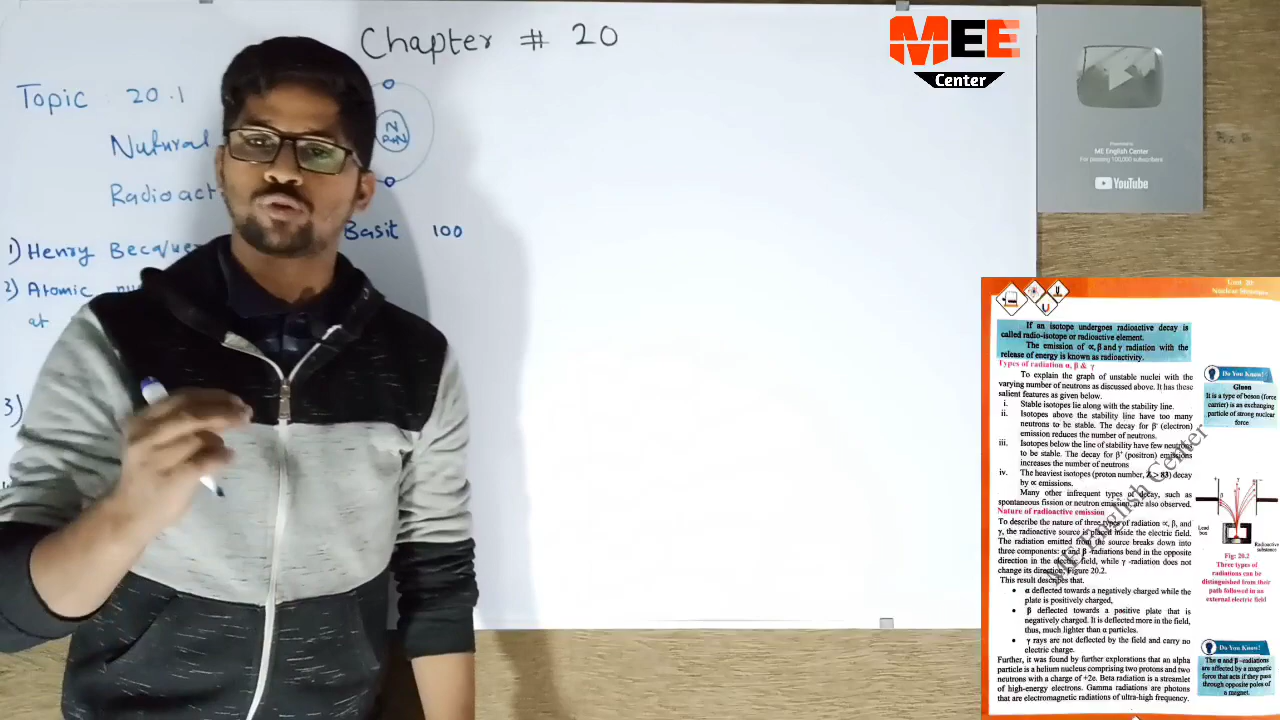 Chapter # 20
Topic 20.1
Natural
Radioact
1) Henry Becquer
2) Atomic
at
3)
N
P+N
Basit 100
MEE
Center
Presented to
ME English Center
For passing 100,000 subscribers
YouTube
Unit 20
If an isotope undergoes radioactive decay is
called radio-isotope or radioactive element.
The emission of α, β and γ radiation with the
release of energy is known as radioactivity.
Types of radiation α, β & γ
To explain the graph of unstable nuclei with the
varying number of neutrons as discussed above. It has these
salient features as given below.
i. Stable isotopes lie along with the stability line.
ii. Isotopes above the stability line have too many
neutrons to be stable. The decay for β⁻ (electron)
emission reduces the number of neutrons.
iii. Isotopes below the line of stability have few neutrons
to be stable. The decay for β⁺ (positron) emissions
increases the number of neutrons
iv. The heaviest isotopes (proton number, Z > 83) decay
by α emissions.
Many other infrequent types of decay, such as
spontaneous fission or neutron emission, are also observed.
Nature of radioactive emission
To describe the nature of three types of radiation α, β, and
γ, the radioactive source is placed inside the electric field.
The radiation emitted from the source breaks down into
three components: α and β -radiations bend in the opposite
direction in the electric field, while γ -radiation does not
change its direction, Figure 20.2.
This result describes that.
• α deflected towards a negatively charged while the
plate is positively charged,
• β deflected towards a positive plate that is
negatively charged. It is deflected more in the field,
thus, much lighter than α particles.
• γ rays are not deflected by the field and carry no
electric charge.
Further, it was found by further explorations that an alpha
particle is a helium nucleus comprising two protons and two
neutrons with a charge of +2e. Beta radiation is a streamlet
of high-energy electrons. Gamma radiations are photons
that are electromagnetic radiations of ultra-high frequency.
ME English Center
Do You Know!
Gluon
It is a type of boson (force
carrier) is an exchanging
particle of strong nuclear
force.
Lead
box
Radioactive
substance
Fig: 20.2
Three types of
radiations can be
distinguished from their
path followed in an
external electric field
Do You Know!
The α and β -radiations
are affected by a magnetic
force that acts if they pass
through opposite poles of
a magnet.